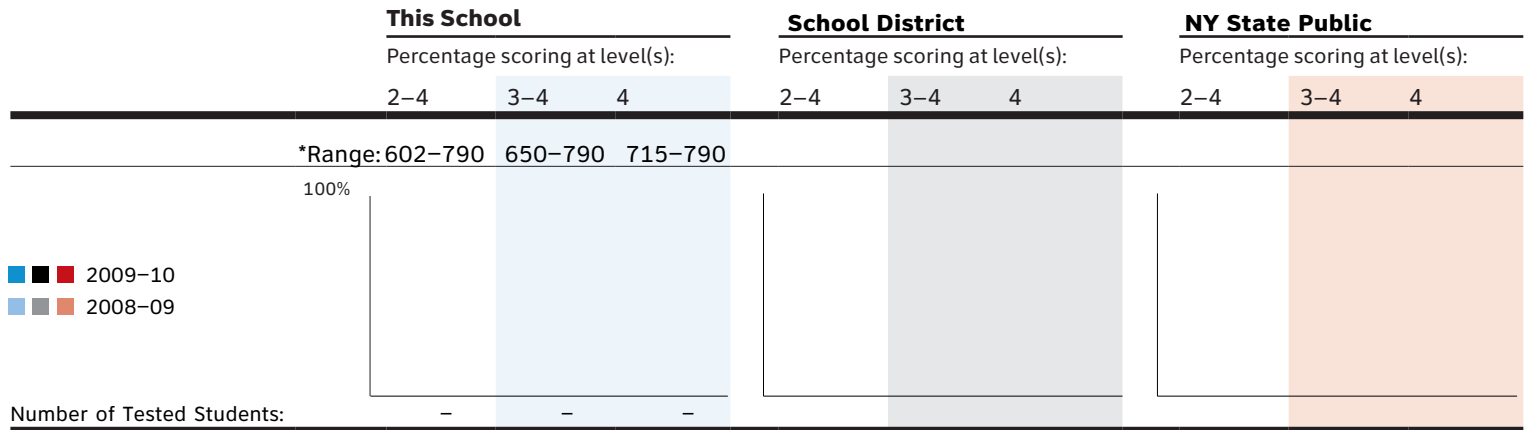 This School School District NY State Public
Percentage scoring at level(s): Percentage scoring at level(s): Percentage scoring at level(s):
2–4 3–4 4 2–4 3–4 4 2–4 3–4 4
*Range: 602–790 650–790 715–790
100%
2009–10
2008–09
Number of Tested Students: – – –